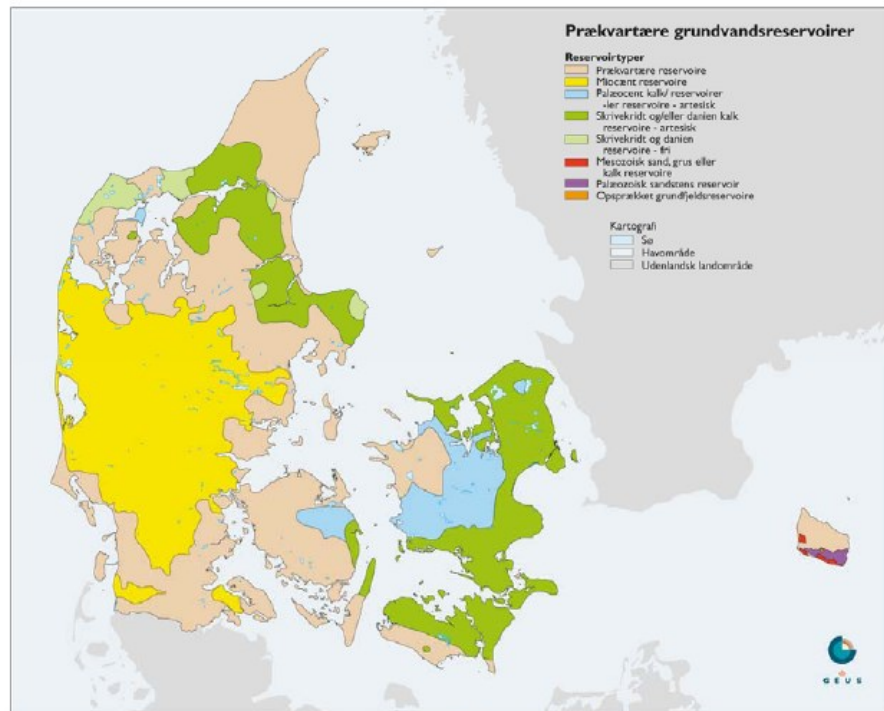 Prækvartære grundvandsreservoirer
Reservoirtyper
Prækvartære reservoire
Miocænt reservoire
Palæocent kalk/ reservoirer
-ler reservoire - artesisk
Skrivekridt og/eller danien kalk
reservoire - artesisk
Skrivekridt og danien
reservoire - fri
Mesozoisk sand, grus eller
kalk reservoire
Palæozoisk sandstens reservoir
Opsprækket grundfjeldsreservoire
Kartografi
Sø
Havområde
Udenlandsk landområde
GEUS